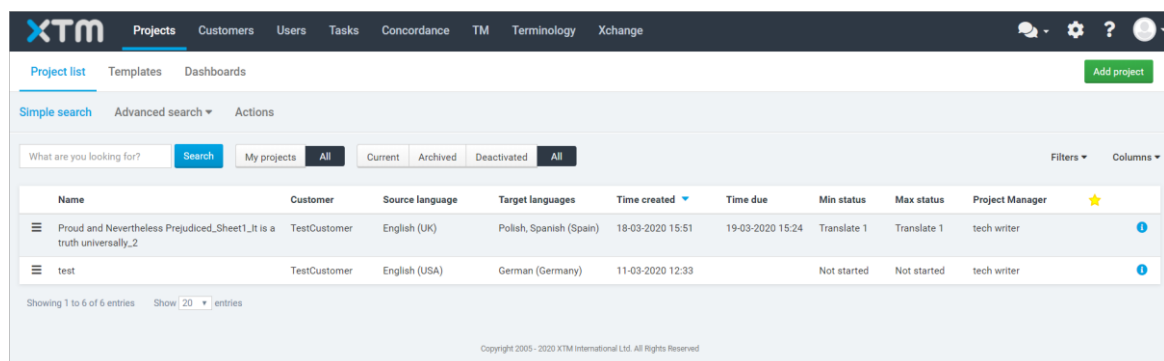 XTM Projects Customers Users Tasks Concordance TM Terminology Xchange ?
Project list Templates Dashboards Add project
Simple search Advanced search Actions
What are you looking for? Search My projects All Current Archived Deactivated All Filters Columns
Name Customer Source language Target languages Time created Time due Min status Max status Project Manager
Proud and Nevertheless Prejudiced_Sheet1_It is a TestCustomer English (UK) Polish, Spanish (Spain) 18-03-2020 15:51 19-03-2020 15:24 Translate 1 Translate 1 tech writer
truth universally_2
test TestCustomer English (USA) German (Germany) 11-03-2020 12:33 Not started Not started tech writer
Showing 1 to 6 of 6 entries Show 20 entries
Copyright 2005 - 2020 XTM International Ltd. All Rights Reserved